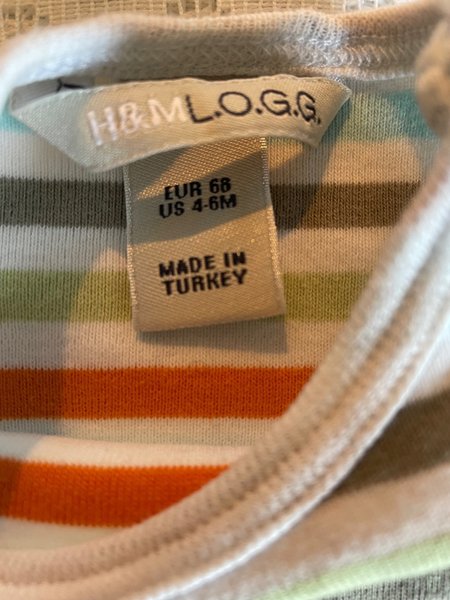 H&M L.O.G.G.
EUR 68
US 4-6M
MADE IN
TURKEY